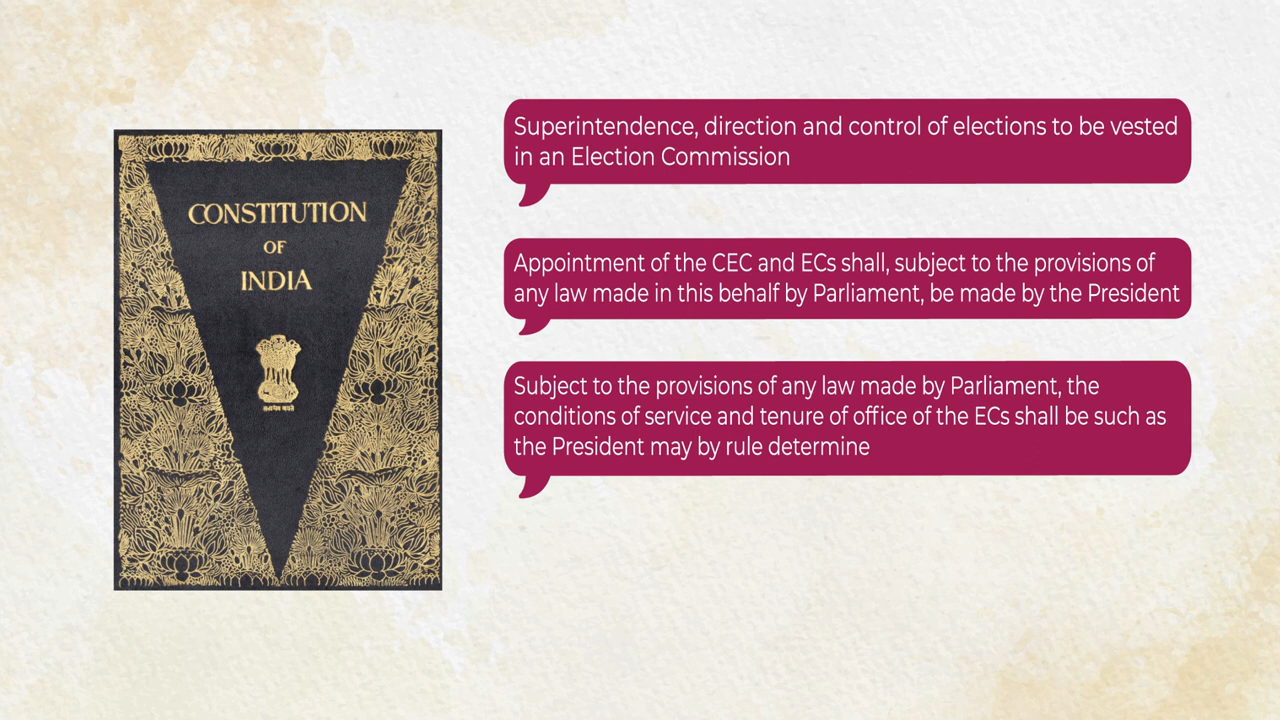 CONSTITUTION
OF
INDIA
सत्यमेव जयते
Superintendence, direction and control of elections to be vested
in an Election Commission
Appointment of the CEC and ECs shall, subject to the provisions of
any law made in this behalf by Parliament, be made by the President
Subject to the provisions of any law made by Parliament, the
conditions of service and tenure of office of the ECs shall be such as
the President may by rule determine